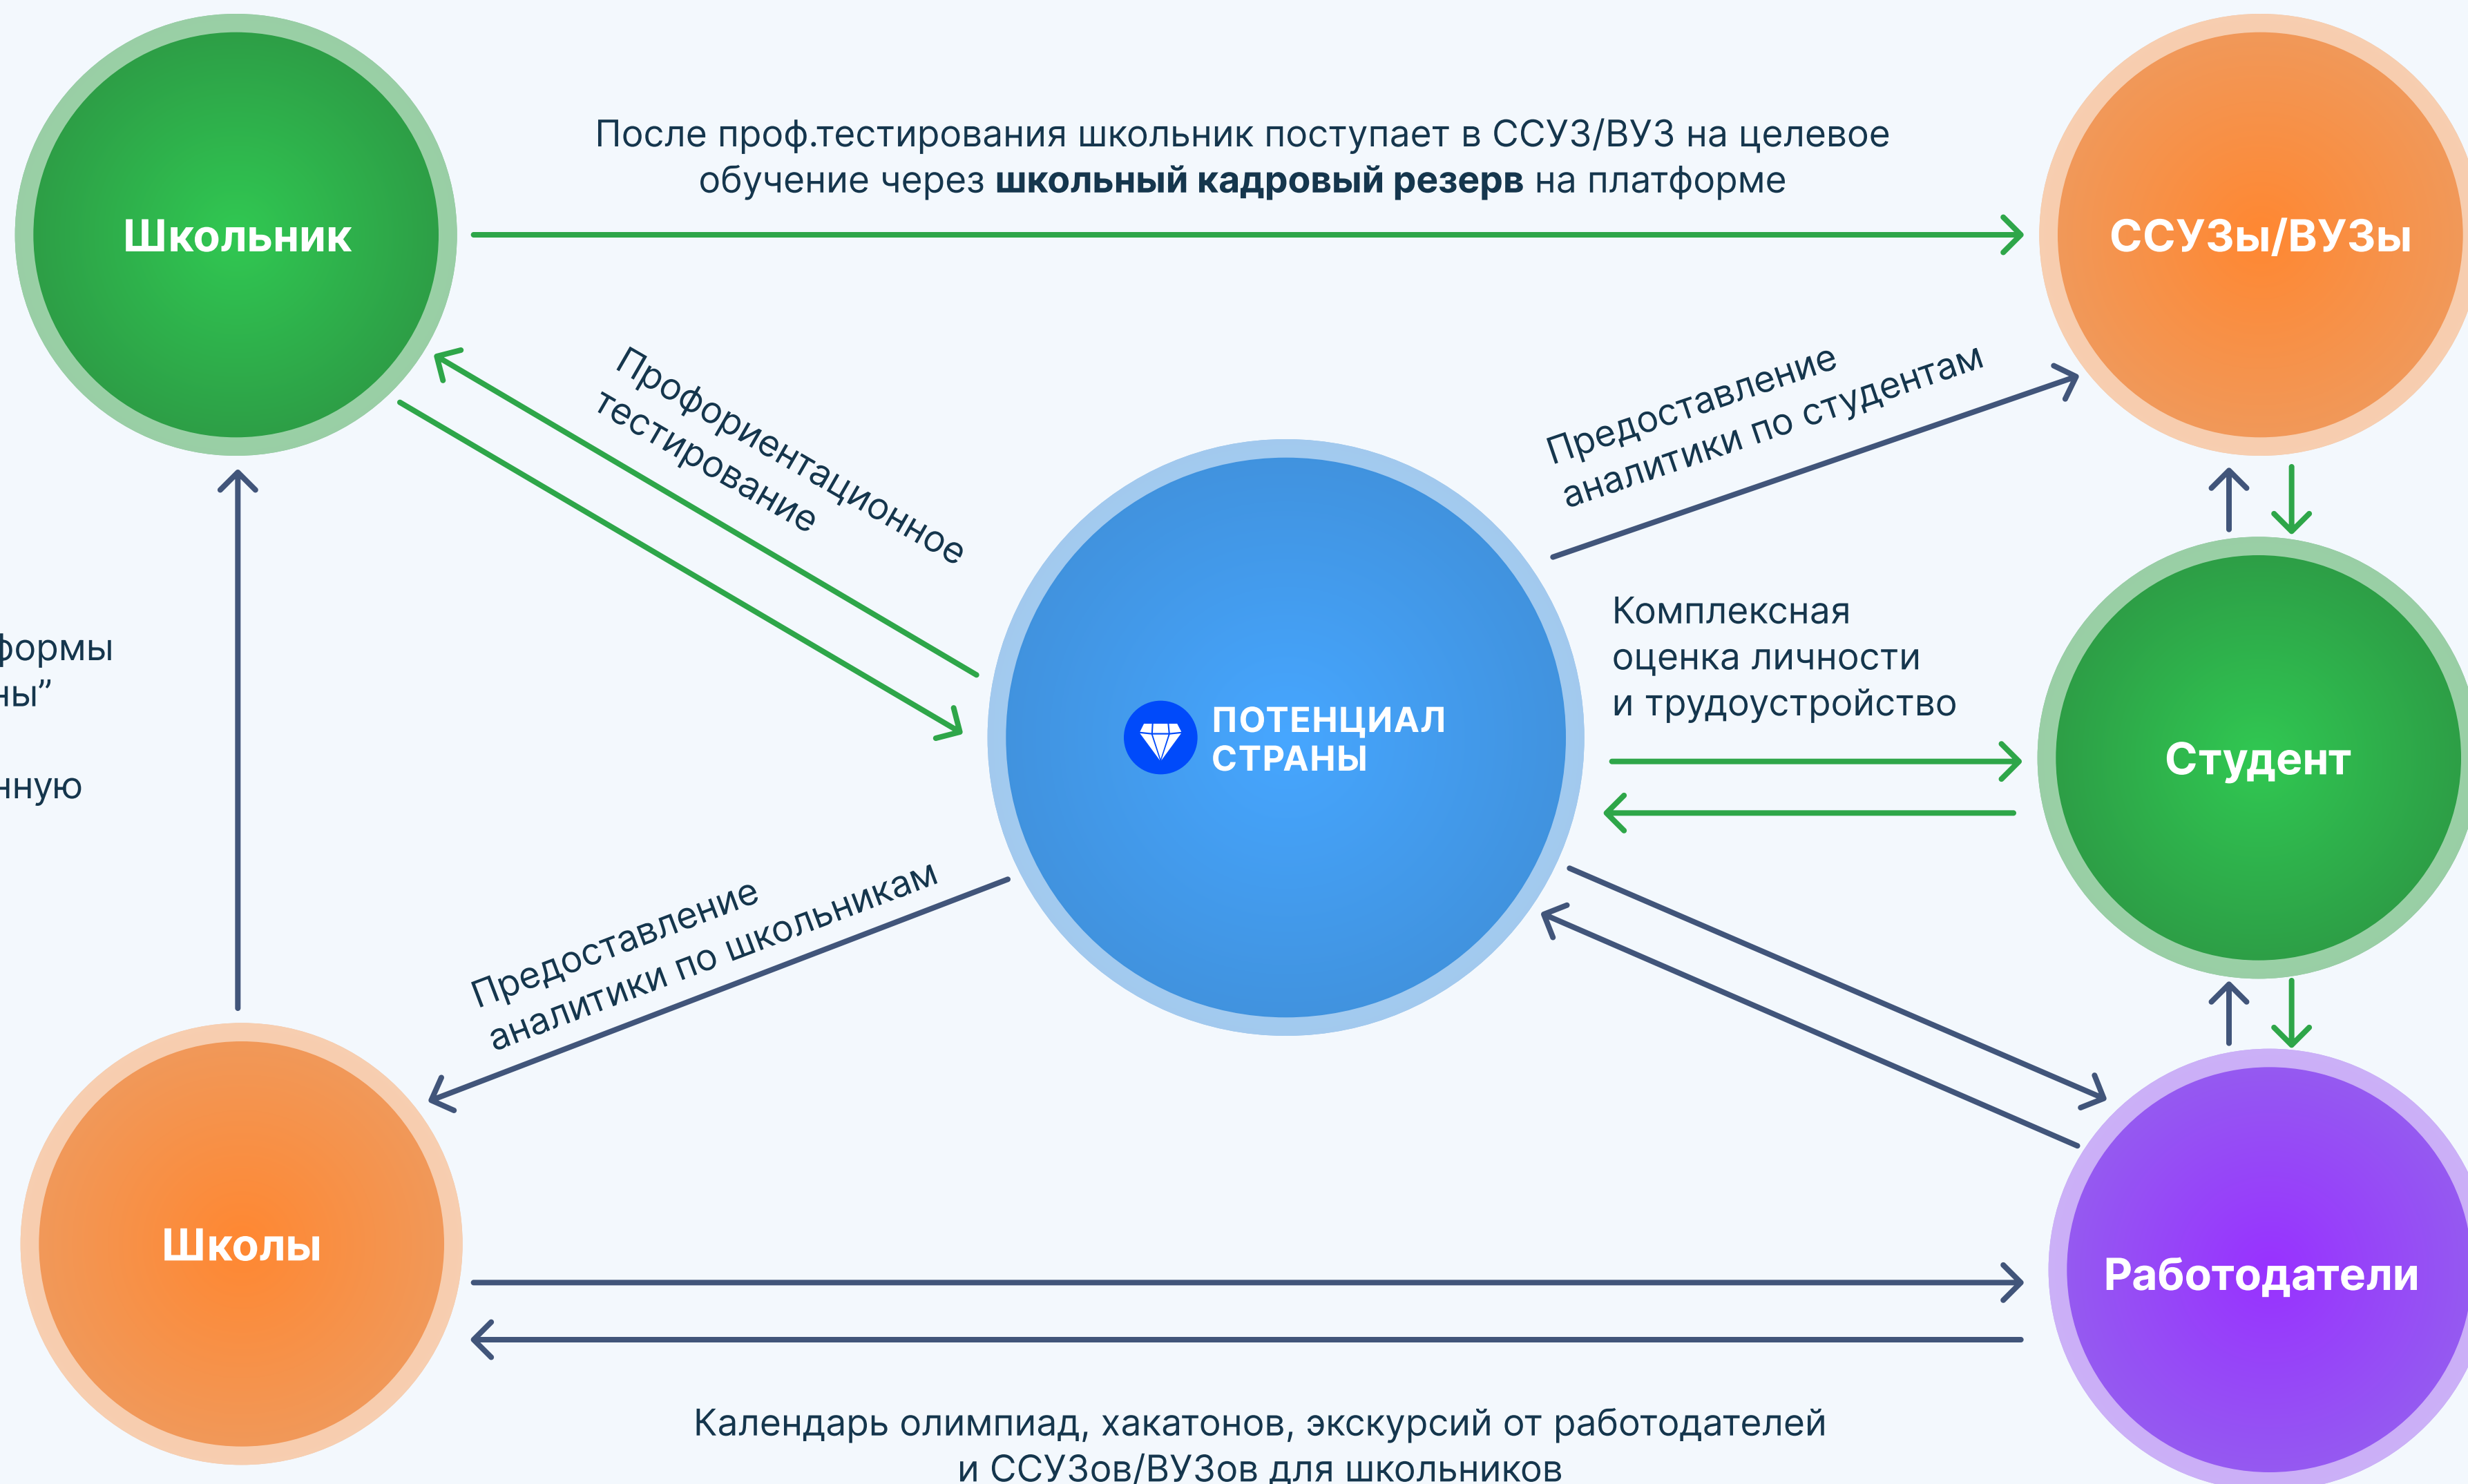 После проф.тестирования школьник поступает в ССУЗ/ВУЗ на целевое
обучение через школьный кадровый резерв на платформе
Школьник
ССУЗы/ВУЗы
Профориентационное
тестирование
Предоставление
аналитики по студентам
Комплексная
оценка личности
и трудоустройство
ПОТЕНЦИАЛ
СТРАНЫ
Студент
Предоставление
аналитики по школьникам
Школы
Работодатели
Календарь олимпиад, хакатонов, экскурсий от работодателей
и ССУЗов/ВУЗов для школьников